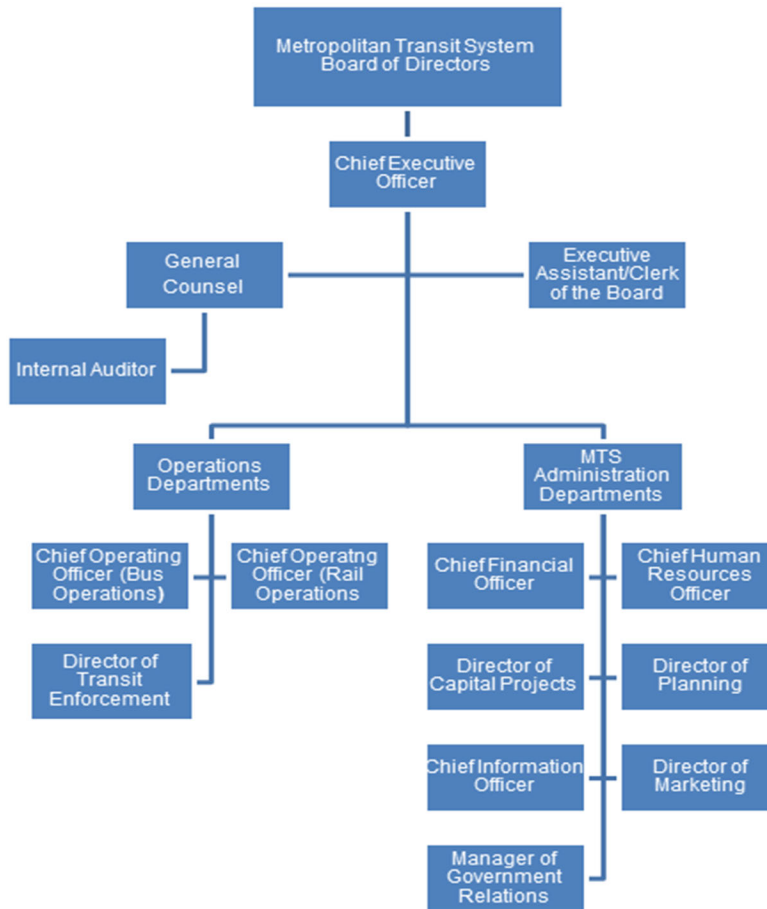 Metropolitan Transit System
Board of Directors
Chief Executive
Officer
General
Counsel
Executive
Assistant/Clerk
of the Board
Internal Auditor
Operations
Departments
MTS
Administration
Departments
Chief Operating
Officer (Bus
Operations)
Chief Operatng
Officer (Rail
Operations
Chief Financial
Officer
Chief Human
Resources
Officer
Director of
Transit
Enforcement
Director of
Capital Projects
Director of
Planning
Chief Information
Officer
Director of
Marketing
Manager of
Government
Relations